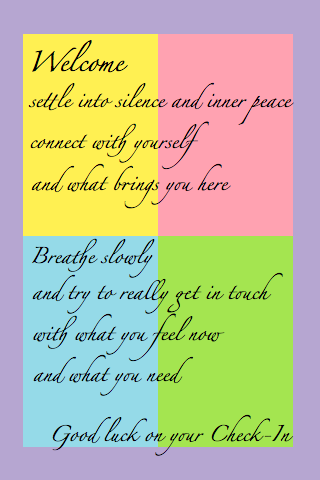 Welcome
settle into silence and inner peace
connect with yourself
and what brings you here
Breathe slowly
and try to really get in touch
with what you feel now
and what you need
Good luck on your Check-In